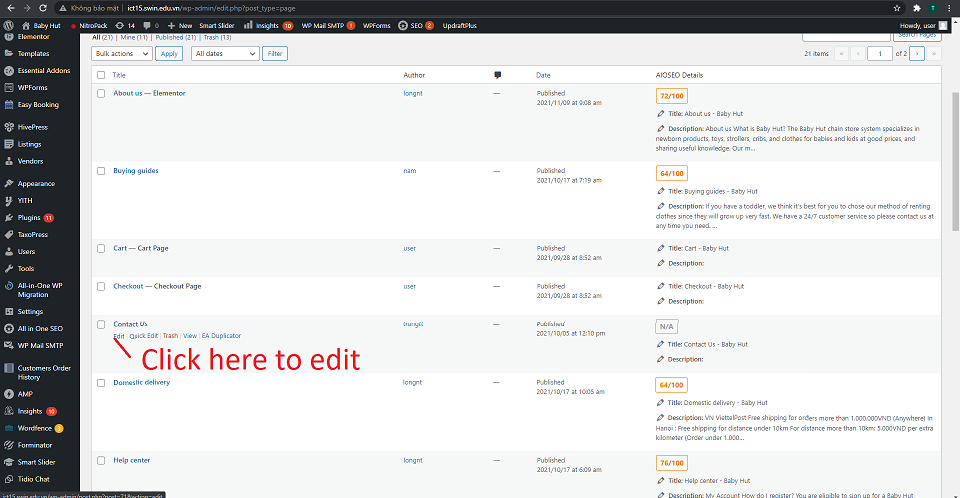 Không bảo mật | ict15.swin.edu.vn/wp-admin/edit.php?post_type=page
T
Baby Hut NitroPack 14 0 New Smart Slider Insights 10 WP Mail SMTP 1 WPForms SEO 2 UpdraftPlus Howdy, user
Elementor
Templates
Essential Addons
WPForms
Easy Booking
HivePress
Listings
Vendors
Appearance
YITH
Plugins 11
TaxoPress
Users
Tools
All-in-One WP
Migration
Settings
All in One SEO
WP Mail SMTP
Customers Order
History
AMP
Insights 10
Wordfence 3
Forminator
Smart Slider
Tidio Chat
All (21) | Mine (11) | Published (21) | Trash (13)
Search Pages
Bulk actions Apply All dates Filter 21 items « ‹ 1 of 2 › »
Title Author Date AIOSEO Details
About us — Elementor longnt — Published
2021/11/09 at 9:08 am
72/100
Title: About us - Baby Hut
Description: About us What is Baby Hut? The Baby Hut chain store system specializes in
newborn products, toys, strollers, cribs, and clothes for babies and kids at good prices, and
sharing useful knowledge. Our m...
Buying guides nam — Published
2021/10/17 at 7:19 am
64/100
Title: Buying guides - Baby Hut
Description: If you have a toddler, we think it's best for you to chose our method of renting
clothes since they will grow up very fast. We have a 24/7 customer service so please contact us at
any time you need. ...
Cart — Cart Page user — Published
2021/09/28 at 8:52 am
Title: Cart - Baby Hut
Description:
Checkout — Checkout Page user — Published
2021/09/28 at 8:52 am
Title: Checkout - Baby Hut
Description:
Contact Us trungtt — Published
2021/10/05 at 12:10 pm
Edit | Quick Edit | Trash | View | EA Duplicator
N/A
Title: Contact Us - Baby Hut
Description:
Click here to edit
Domestic delivery longnt — Published
2021/10/17 at 10:05 am
64/100
Title: Domestic delivery - Baby Hut
Description: VN ViettelPost Free shipping for orders more than 1.000.000VND (Anywhere) In
Hanoi : Free shipping for distance under 10km For distance more than 10km: 5.000VND per extra
kilometer (Order under 1.000...
Help center longnt — Published
2021/10/17 at 6:09 am
76/100
Title: Help center - Baby Hut
Description: My Account How do I register? You are eligible to sign up for a Baby Hut
ict15.swin.edu.vn/wp-admin/post.php?post=71&action=edit